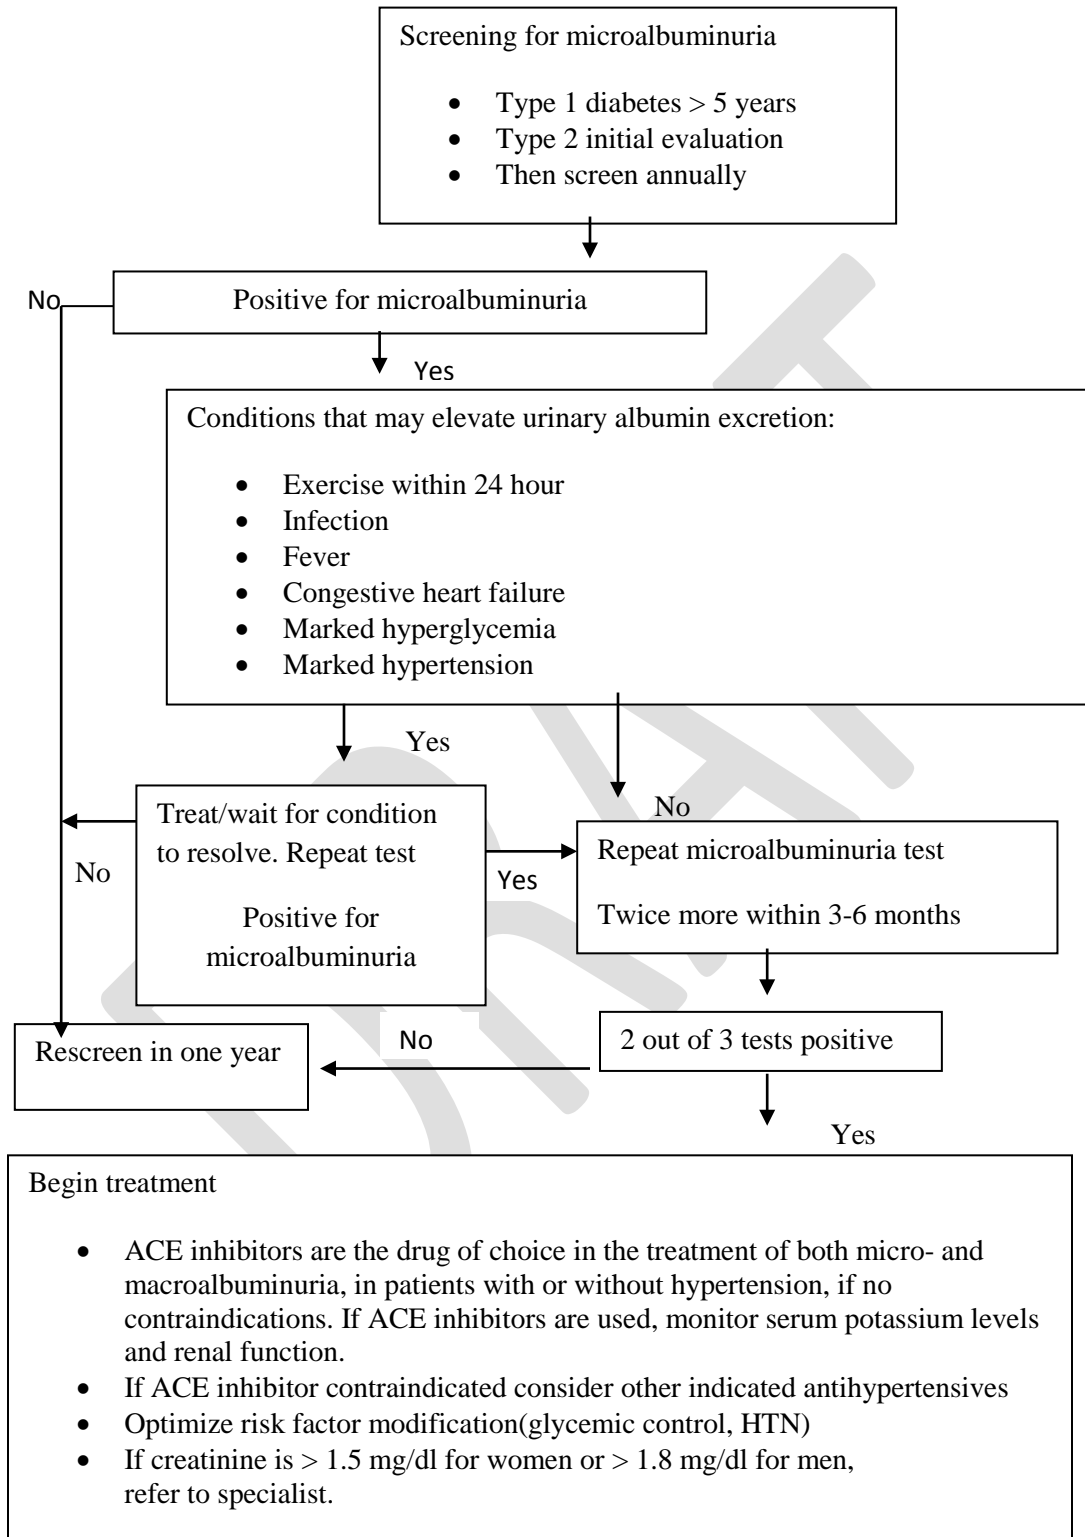 Screening for microalbuminuria
• Type 1 diabetes > 5 years
• Type 2 initial evaluation
• Then screen annually
No
Positive for microalbuminuria
Yes
Conditions that may elevate urinary albumin excretion:
• Exercise within 24 hour
• Infection
• Fever
• Congestive heart failure
• Marked hyperglycemia
• Marked hypertension
Yes
No
Treat/wait for condition
to resolve. Repeat test
Positive for
microalbuminuria
No
Yes
Repeat microalbuminuria test
Twice more within 3-6 months
Rescreen in one year
No
2 out of 3 tests positive
Yes
Begin treatment
• ACE inhibitors are the drug of choice in the treatment of both micro- and
macroalbuminuria, in patients with or without hypertension, if no
contraindications. If ACE inhibitors are used, monitor serum potassium levels
and renal function.
• If ACE inhibitor contraindicated consider other indicated antihypertensives
• Optimize risk factor modification(glycemic control, HTN)
• If creatinine is > 1.5 mg/dl for women or > 1.8 mg/dl for men,
refer to specialist.
DRAFT